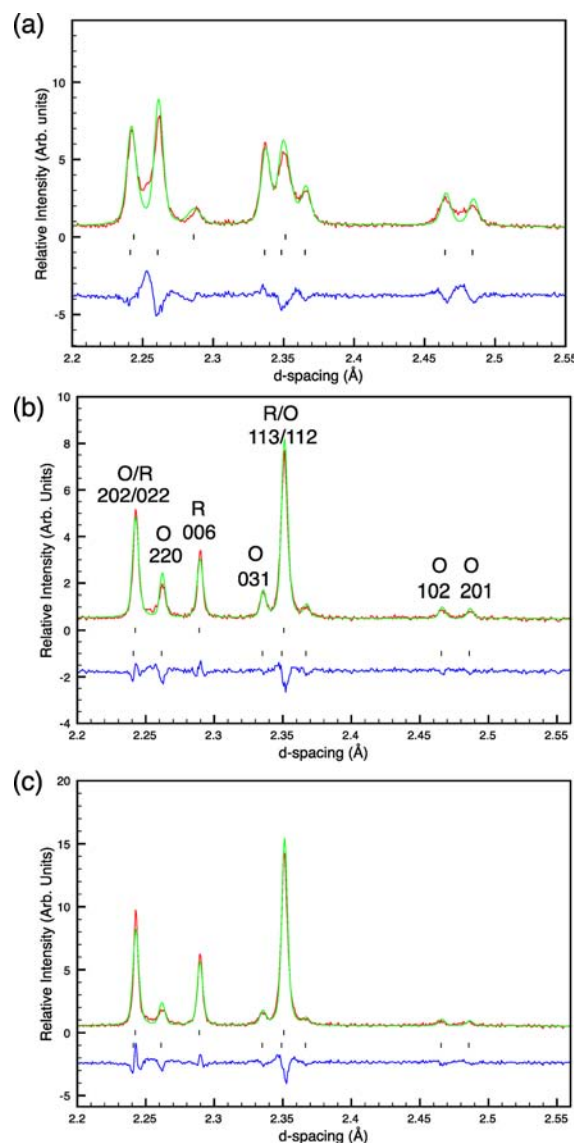 (a)
10
5
0
-5
Relative Intensity (Arb. units)
2.2 2.25 2.3 2.35 2.4 2.45 2.5 2.55
d-spacing (Å)
(b)
10
8
6
4
2
0
-2
-4
Relative Intensity (Arb. Units)
R/O
113/112
O/R
202/022
R
006
O
220
O
031
O
102
O
201
2.2 2.25 2.3 2.35 2.4 2.45 2.5 2.55
d-spacing (Å)
(c)
20
15
10
5
0
-5
Relative Intensity (Arb. Units)
2.2 2.25 2.3 2.35 2.4 2.45 2.5 2.55
d-spacing (Å)